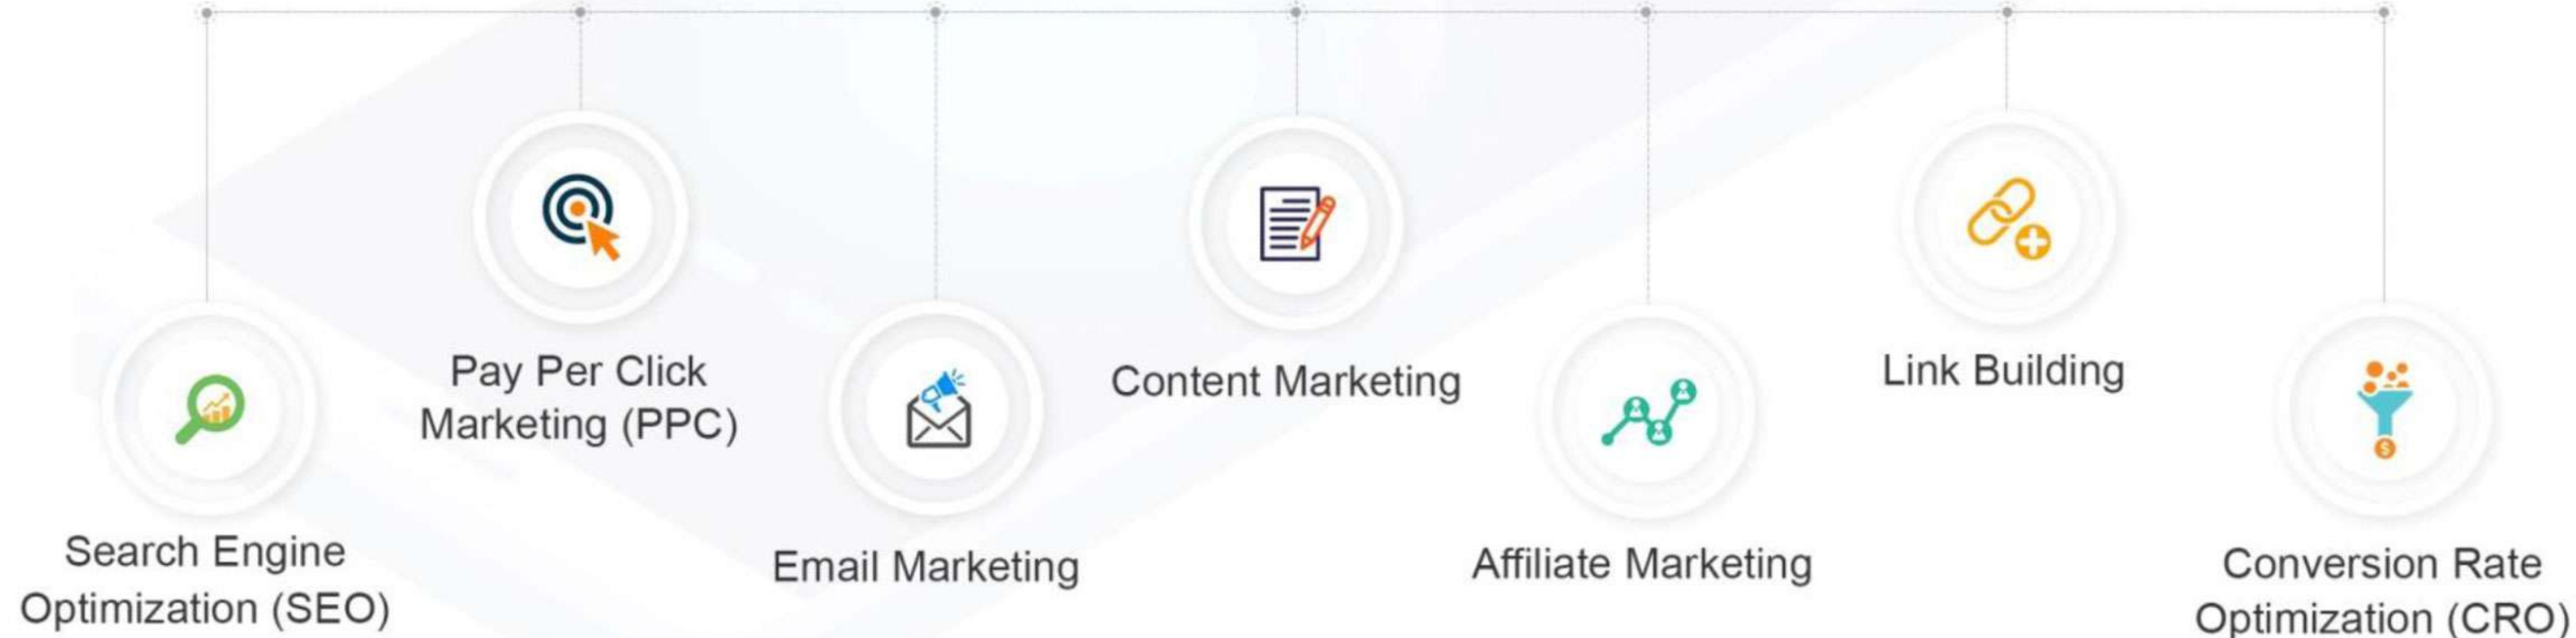 Search Engine
Optimization (SEO)
Pay Per Click
Marketing (PPC)
Email Marketing
Content Marketing
Affiliate Marketing
Link Building
Conversion Rate
Optimization (CRO)